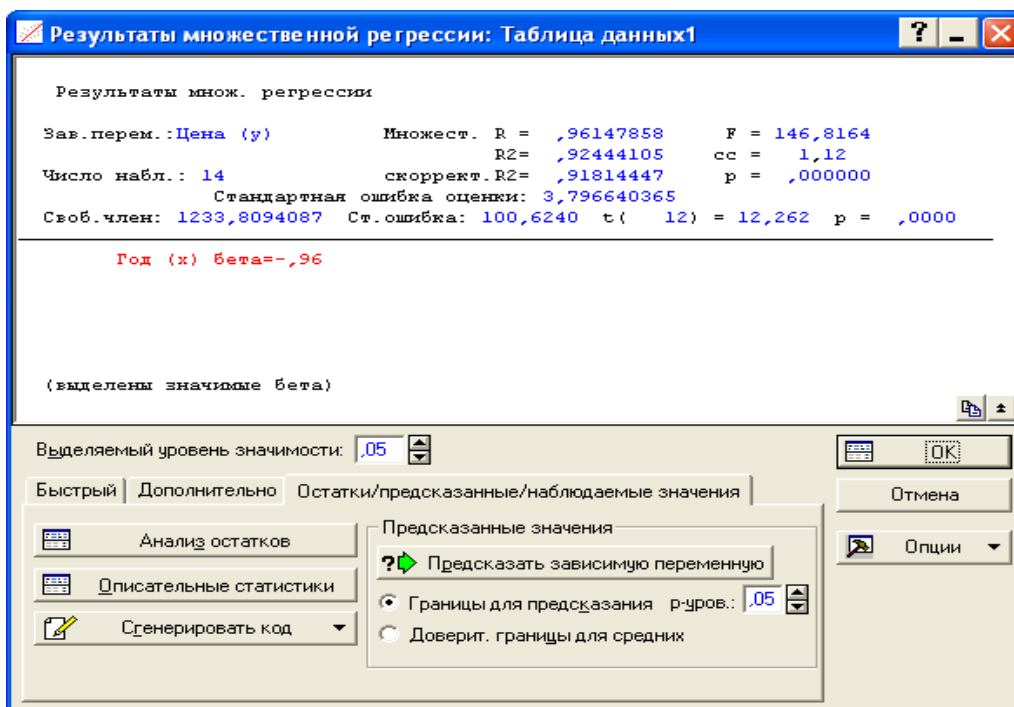 Результаты множественной регрессии: Таблица данных1
Результаты множ. регрессии
Зав.перем.:Цена (y) Множест. R = ,96147858 F = 146,8164
R2= ,92444105 сс = 1,12
Число набл.: 14 скоррект.R2= ,91814447 p = ,000000
Стандартная ошибка оценки: 3,796640365
Своб.член: 1233,8094087 Ст.ошибка: 100,6240 t( 12) = 12,262 p = ,0000
Год (x) бета=-,96
(выделены значимые бета)
Выделяемый уровень значимости: ,05
OK
Быстрый Дополнительно Остатки/предсказанные/наблюдаемые значения
Отмена
Анализ остатков
Предсказанные значения
Опции
? Предсказать зависимую переменную
Описательные статистики
Границы для предсказания р-уров.: ,05
Сгенерировать код
Доверит. границы для средних